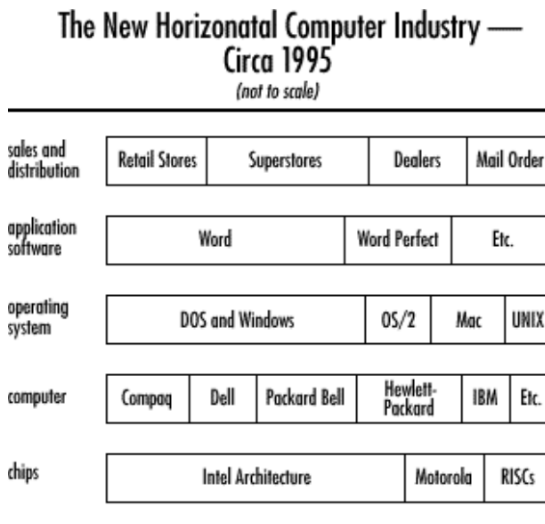 The New Horizonatal Computer Industry —
Circa 1995
(not to scale)
sales and
distribution
Retail Stores
Superstores
Dealers
Mail Order
application
software
Word
Word Perfect
Etc.
operating
system
DOS and Windows
OS/2
Mac
UNIX
computer
Compaq
Dell
Packard Bell
Hewlett-
Packard
IBM
Etc.
chips
Intel Architecture
Motorola
RISCs